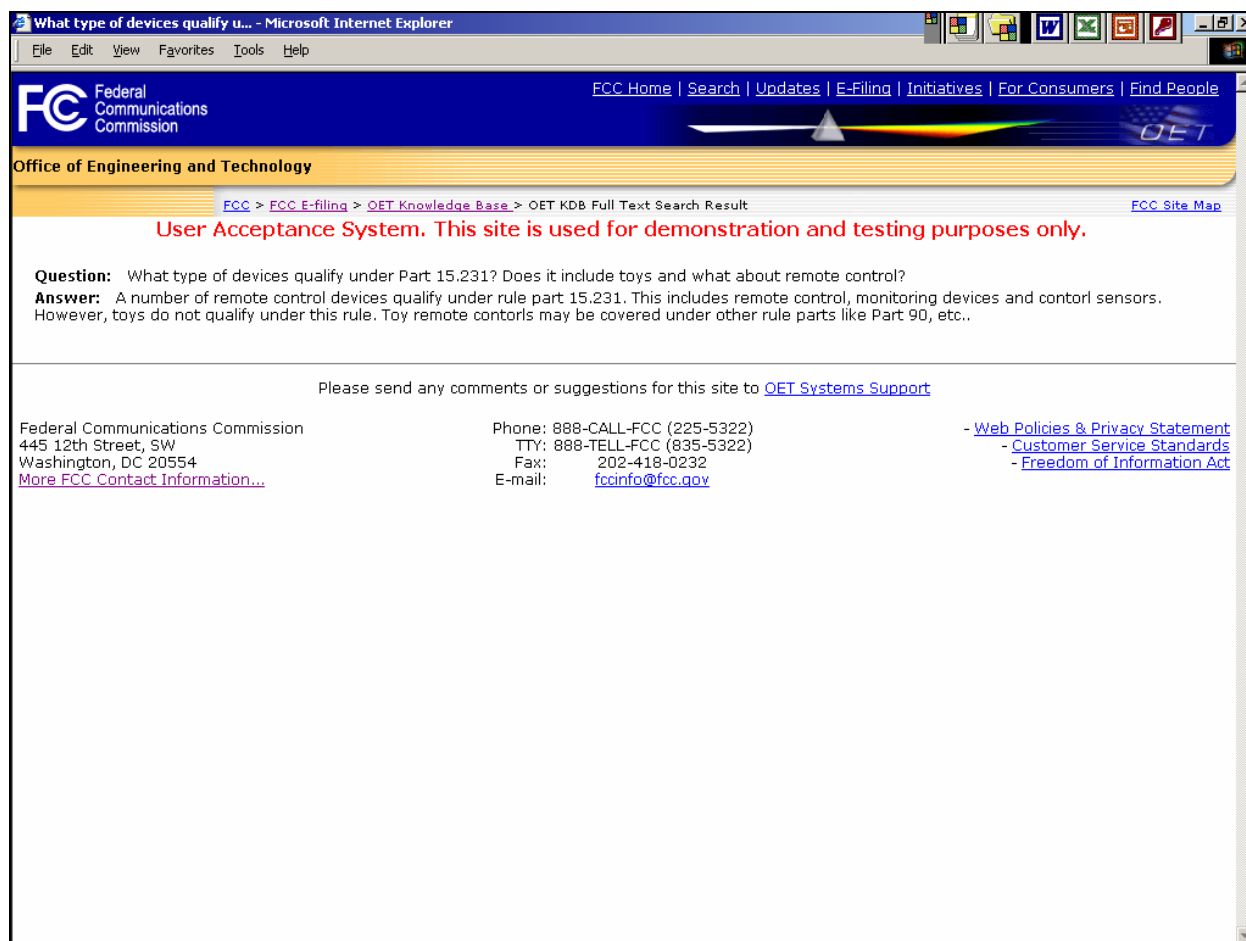 What type of devices qualify u... - Microsoft Internet Explorer
File Edit View Favorites Tools Help
FCC Federal Communications Commission
FCC Home | Search | Updates | E-Filing | Initiatives | For Consumers | Find People
OET
Office of Engineering and Technology
FCC > FCC E-filing > OET Knowledge Base > OET KDB Full Text Search Result
FCC Site Map
User Acceptance System. This site is used for demonstration and testing purposes only.
Question: What type of devices qualify under Part 15.231? Does it include toys and what about remote control?
Answer: A number of remote control devices qualify under rule part 15.231. This includes remote control, monitoring devices and contorl sensors.
However, toys do not qualify under this rule. Toy remote contorls may be covered under other rule parts like Part 90, etc..
Please send any comments or suggestions for this site to OET Systems Support
Federal Communications Commission
445 12th Street, SW
Washington, DC 20554
More FCC Contact Information...
Phone: 888-CALL-FCC (225-5322)
TTY: 888-TELL-FCC (835-5322)
Fax: 202-418-0232
E-mail: fccinfo@fcc.gov
- Web Policies & Privacy Statement
- Customer Service Standards
- Freedom of Information Act